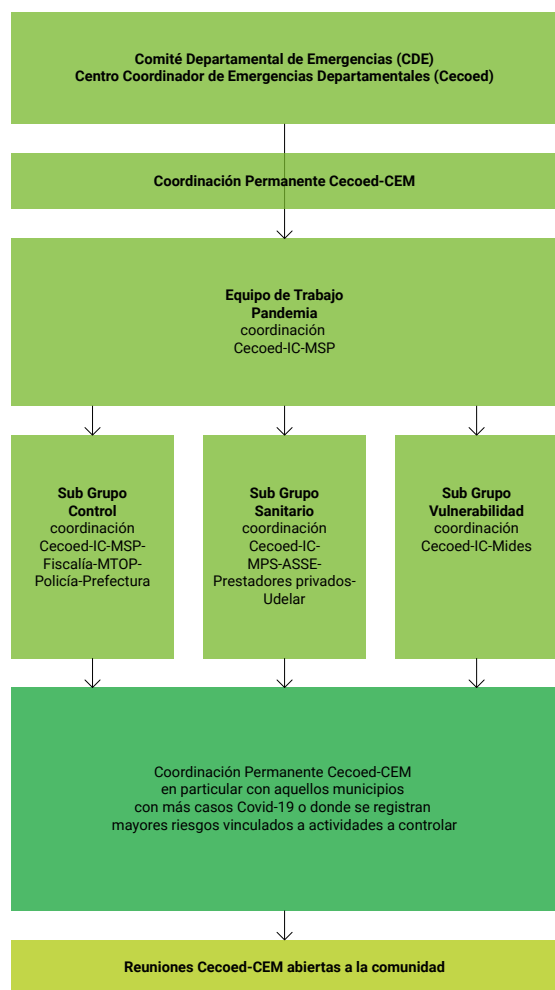 Comité Departamental de Emergencias (CDE)
Centro Coordinador de Emergencias Departamentales (Cecoed)
Coordinación Permanente Cecoed-CEM
Equipo de Trabajo
Pandemia
coordinación
Cecoed-IC-MSP
Sub Grupo
Control
coordinación
Cecoed-IC-MSP-
Fiscalía-MTOP-
Policía-Prefectura
Sub Grupo
Sanitario
coordinación
Cecoed-IC-
MPS-ASSE-
Prestadores privados-
Udelar
Sub Grupo
Vulnerabilidad
coordinación
Cecoed-IC-Mides
Coordinación Permanente Cecoed-CEM
en particular con aquellos municipios
con más casos Covid-19 o donde se registran
mayores riesgos vinculados a actividades a controlar
Reuniones Cecoed-CEM abiertas a la comunidad